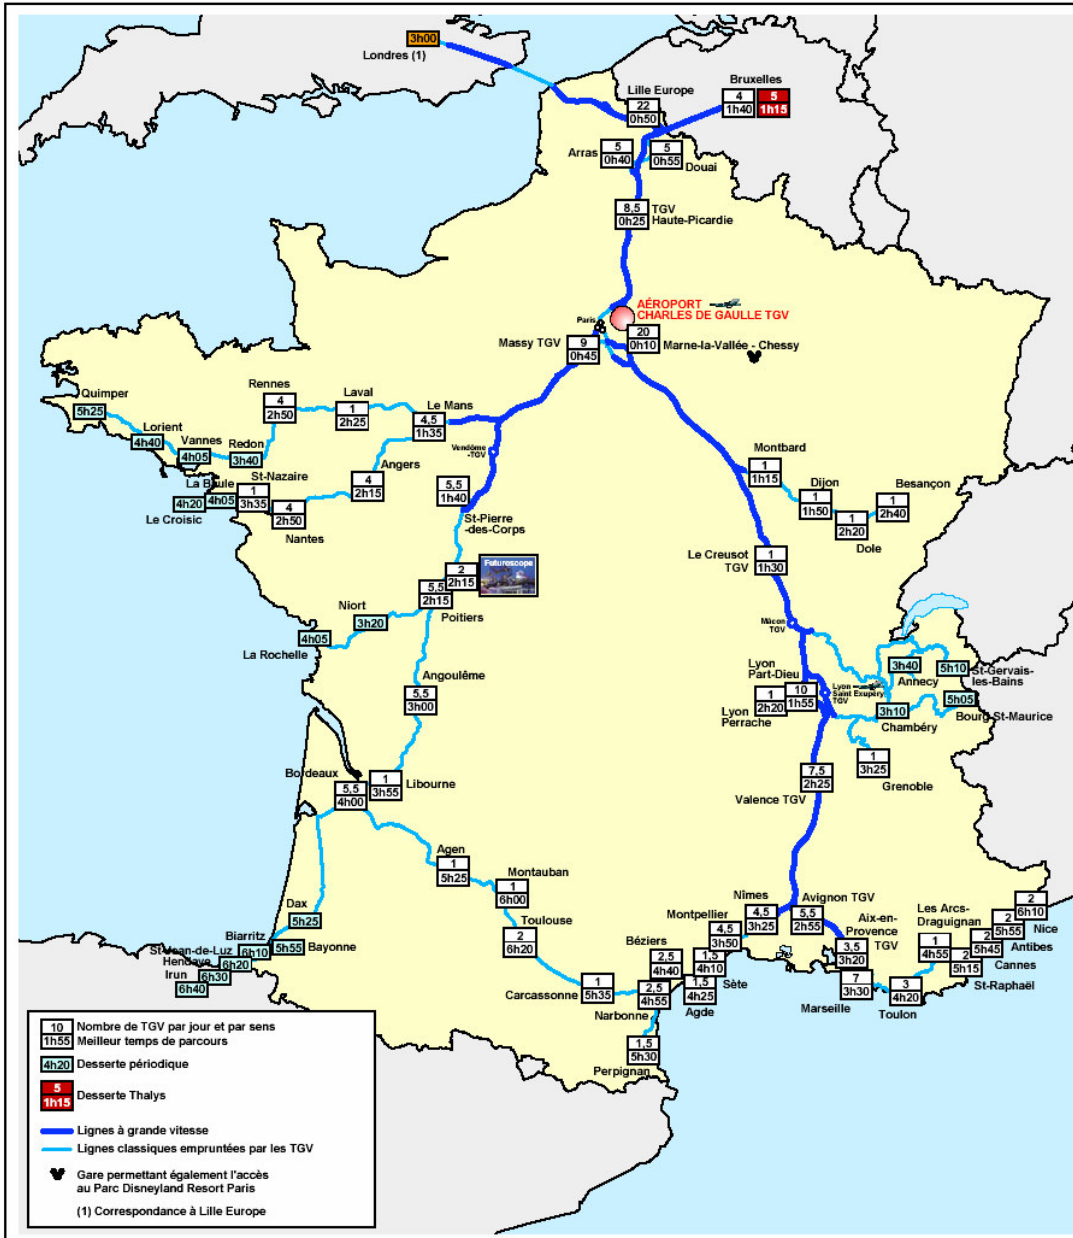 3h00
Londres (1)
Lille Europe
22
0h50
Bruxelles
4
1h40
5
1h15
Arras
5
0h40
5
0h55
Douai
8,5
0h25
TGV
Haute-Picardie
AÉROPORT
CHARLES DE GAULLE TGV
Paris
20
0h10
Marne-la-Vallée - Chessy
Massy TGV
9
0h45
Quimper
5h25
Lorient
4h40
Vannes
4h05
Redon
3h40
Rennes
4
2h50
Laval
1
2h25
Le Mans
4,5
1h35
Vendôme
-TGV
Angers
4
2h15
La Baule
4h05
4h20
Le Croisic
St-Nazaire
1
3h35
4
2h50
Nantes
5,5
1h40
St-Pierre
-des-Corps
Futuroscope
2
2h15
5,5
2h15
Poitiers
Niort
3h20
4h05
La Rochelle
Angoulême
5,5
3h00
Montbard
1
1h15
Dijon
1
1h50
Besançon
1
2h40
1
2h20
Dole
Le Creusot
TGV
1
1h30
Mâcon
TGV
3h40
Annecy
5h10
St-Gervais-
les-Bains
5h05
Bourg St-Maurice
3h10
Chambéry
Lyon
Part-Dieu
10
1h55
1
2h20
Lyon
Perrache
Lyon
Saint Exupéry
TGV
1
3h25
Grenoble
7,5
2h25
Valence TGV
Bordeaux
5,5
4h00
1
3h55
Libourne
Agen
1
5h25
Montauban
1
6h00
Toulouse
2
6h20
Dax
5h25
Biarritz
6h10
5h55
Bayonne
St-Jean-de-Luz
6h20
Hendaye
6h30
Irun
6h40
Carcassonne
1
5h35
Narbonne
2,5
4h55
Béziers
2,5
4h40
1,5
5h30
Perpignan
1,5
4h25
Agde
1,5
4h10
Sète
Montpellier
4,5
3h50
Nîmes
4,5
3h25
Avignon TGV
5,5
2h55
Aix-en-
Provence
TGV
3,5
3h20
7
3h30
Marseille
3
4h20
Toulon
Les Arcs-
Draguignan
1
4h55
2
5h15
St-Raphaël
2
5h45
Cannes
2
5h55
Antibes
2
6h10
Nice
10
1h55
Nombre de TGV par jour et par sens
Meilleur temps de parcours
4h20
Desserte périodique
5
1h15
Desserte Thalys
Lignes à grande vitesse
Lignes classiques empruntées par les TGV
Gare permettant également l'accès
au Parc Disneyland Resort Paris
(1) Correspondance à Lille Europe